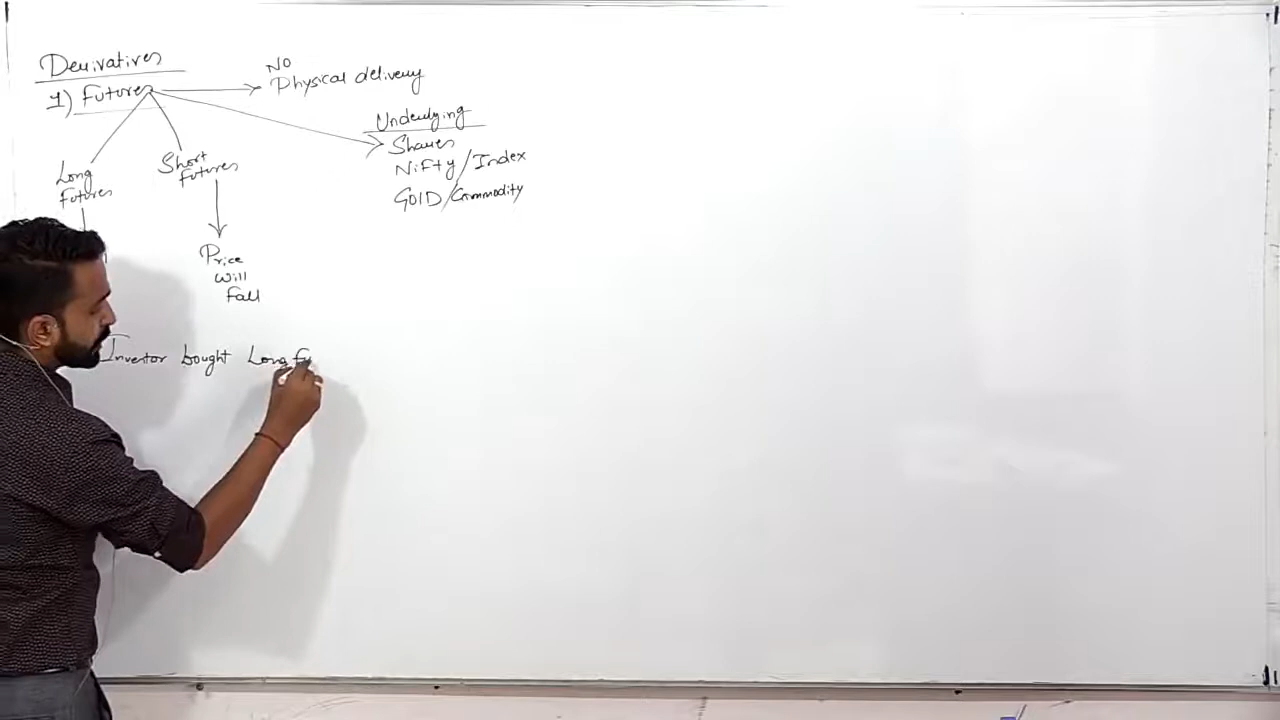 Derivatives
1) Futures
NO
Physical delivery
Underlying
Shares
Nifty/Index
GOLD/Commodity
Long
Futures
Short
Futures
Price
Will
Fall
Investor bought Long Fu